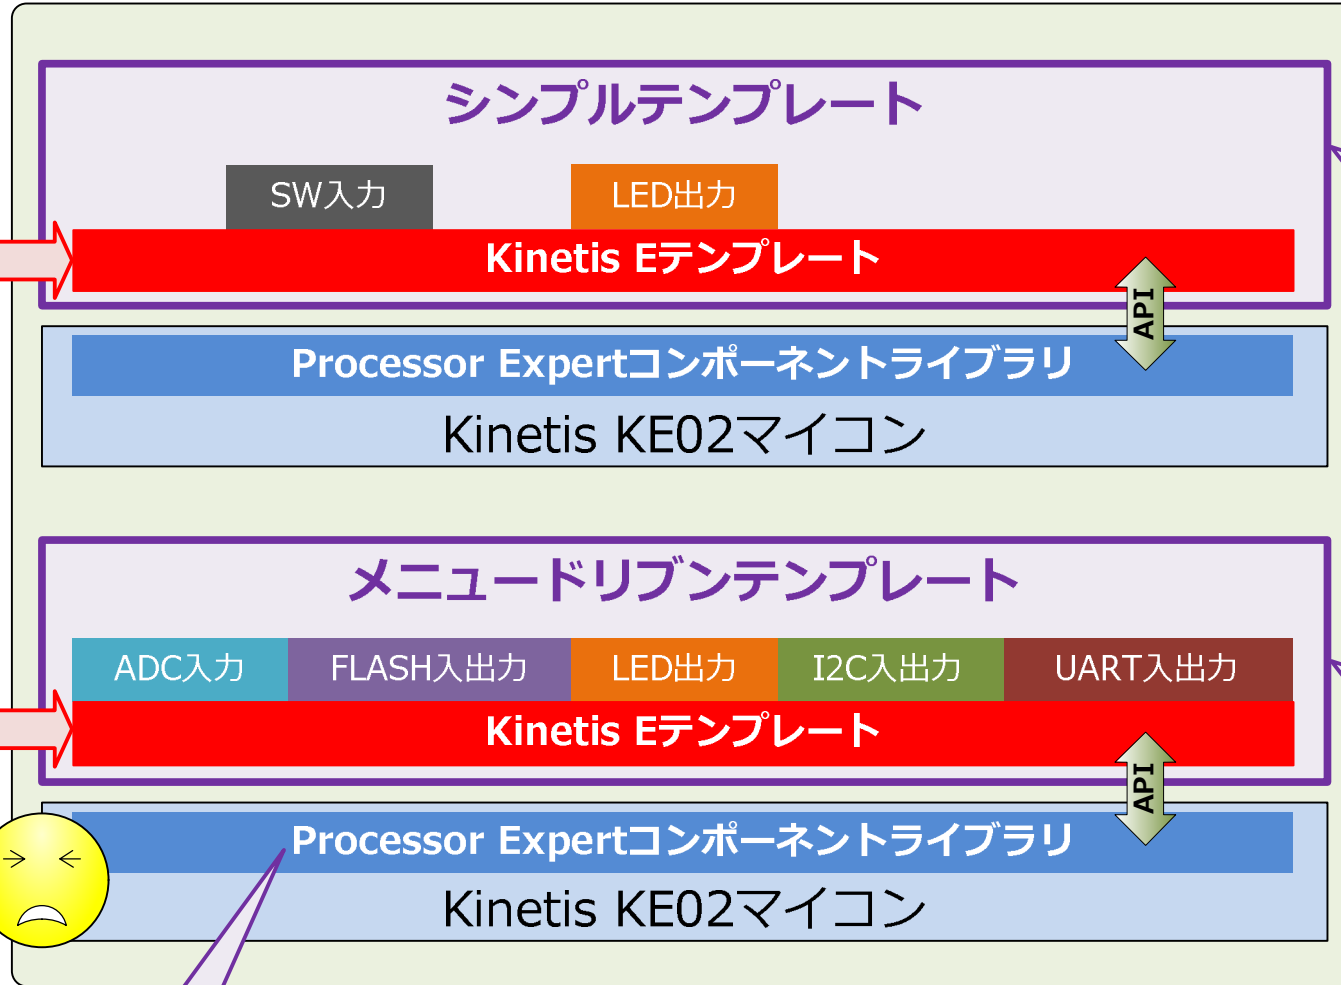 シンプルテンプレート
SW入力
LED出力
Kinetis Eテンプレート
API
Processor Expertコンポーネントライブラリ
Kinetis KE02マイコン
メニュードリブンテンプレート
ADC入力
FLASH入出力
LED出力
I2C入出力
UART入出力
Kinetis Eテンプレート
API
Processor Expertコンポーネントライブラリ
Kinetis KE02マイコン